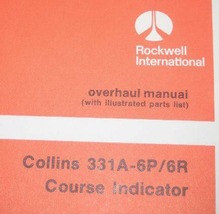 Rockwell
International
overhaul manual
(with illustrated parts list)
Collins 331A-6P/6R
Course Indicator